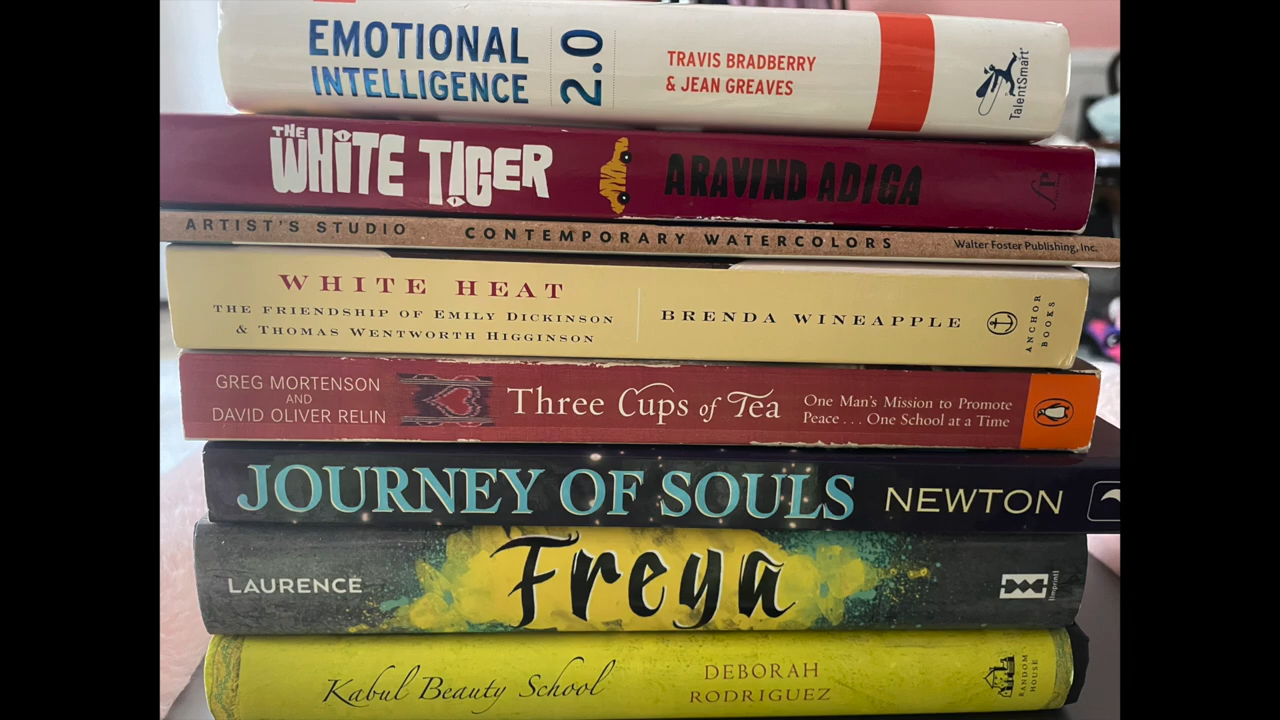 EMOTIONAL
INTELLIGENCE
2.0
TRAVIS BRADBERRY
& JEAN GREAVES
TalentSmart
THE
WHITE TIGER
ARAVIND ADIGA
fP
ARTIST'S STUDIO CONTEMPORARY WATERCOLORS Walter Foster Publishing, Inc.
WHITE HEAT
THE FRIENDSHIP OF EMILY DICKINSON
& THOMAS WENTWORTH HIGGINSON
BRENDA WINEAPPLE
ANCHOR
BOOKS
GREG MORTENSON
AND
DAVID OLIVER RELIN
Three Cups of Tea
One Man's Mission to Promote
Peace . . . One School at a Time
JOURNEY OF SOULS NEWTON
LAURENCE
Freya
[Imprint]
Kabul Beauty School
DEBORAH
RODRIGUEZ
RANDOM
HOUSE